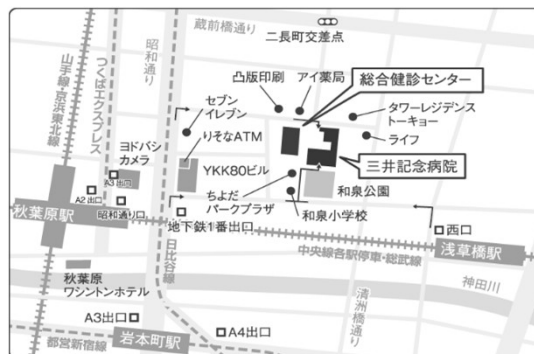 蔵前橋通り
二長町交差点
昭和通り
つくばエクスプレス
山手線・京浜東北線
凸版印刷
アイ薬局
総合健診センター
セブン
イレブン
タワーレジデンス
トーキョー
りそなATM
ライフ
ヨドバシ
カメラ
YKK80ビル
三井記念病院
A3出口
A2出口
ちよだ
パークプラザ
和泉公園
昭和通り口
秋葉原駅
和泉小学校
地下鉄1番出口
西口
浅草橋駅
中央線各駅停車・総武線
日比谷線
清洲橋通り
神田川
秋葉原
ワシントンホテル
A3出口
A4出口
岩本町駅
都営新宿線